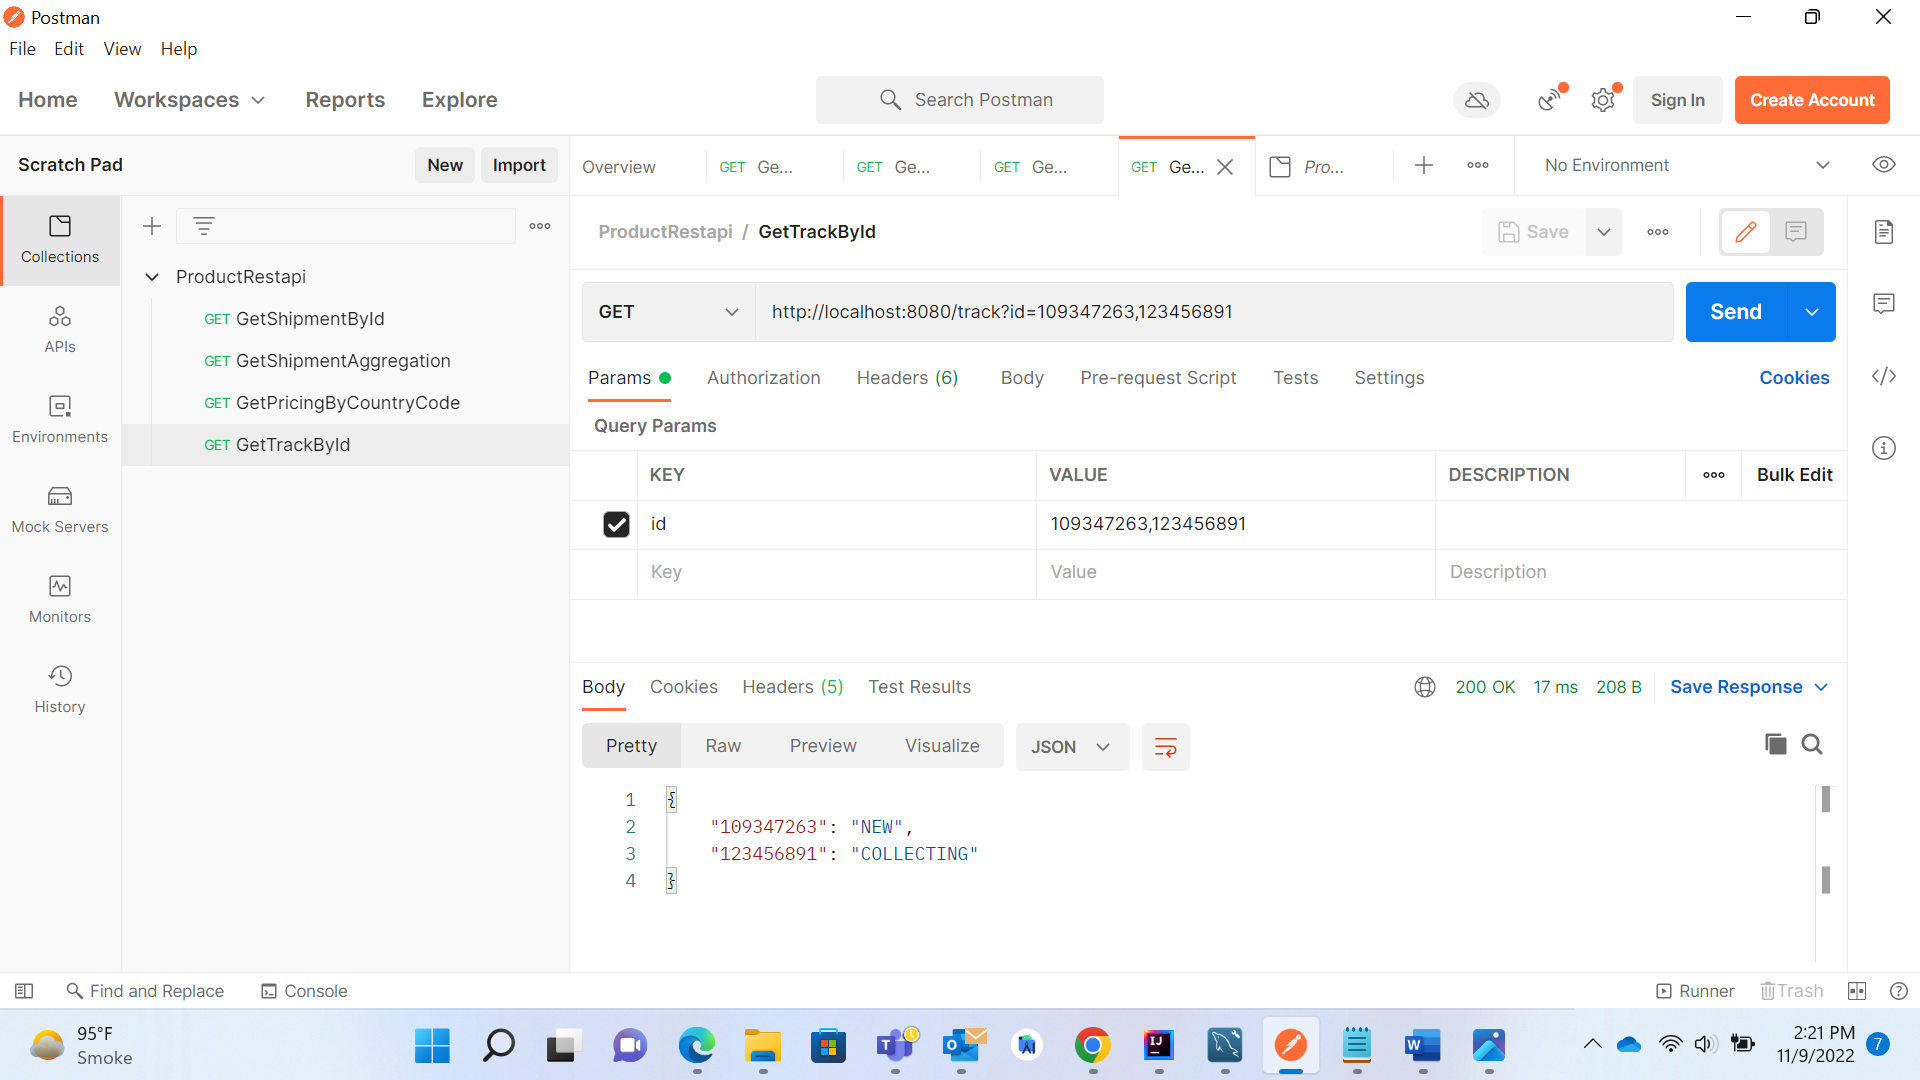 Postman
File Edit View Help
Home Workspaces Reports Explore Search Postman Sign In Create Account
Scratch Pad New Import Overview GET Ge... GET Ge... GET Ge... GET Ge... Pro... No Environment
Collections
APIs
Environments
Mock Servers
Monitors
History
ProductRestapi
GET GetShipmentById
GET GetShipmentAggregation
GET GetPricingByCountryCode
GET GetTrackById
ProductRestapi / GetTrackById Save
GET http://localhost:8080/track?id=109347263,123456891 Send
Params Authorization Headers (6) Body Pre-request Script Tests Settings Cookies
Query Params
KEY VALUE DESCRIPTION Bulk Edit
id 109347263,123456891
Key Value Description
Body Cookies Headers (5) Test Results 200 OK 17 ms 208 B Save Response
Pretty Raw Preview Visualize JSON
1 {
2 "109347263": "NEW",
3 "123456891": "COLLECTING"
4 }
Find and Replace Console Runner Trash
95°F
Smoke
2:21 PM
11/9/2022
7